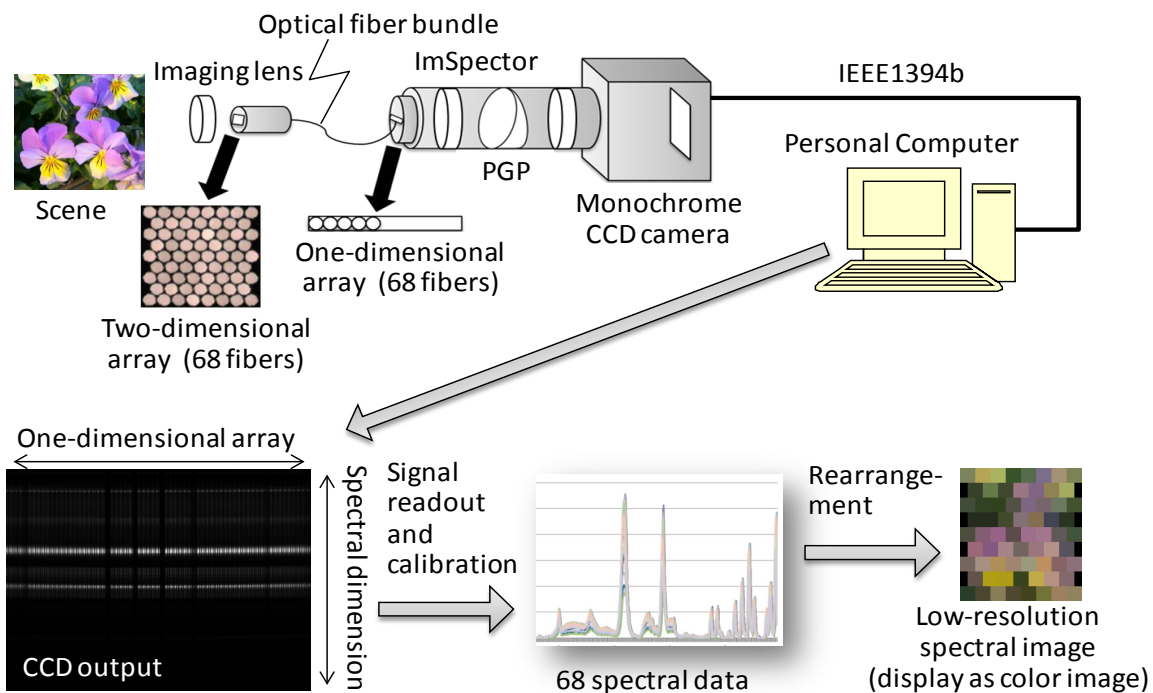 Optical fiber bundle
Imaging lens
ImSpector
IEEE1394b
PGP
Personal Computer
Scene
Monochrome
CCD camera
One-dimensional
array (68 fibers)
Two-dimensional
array (68 fibers)
One-dimensional array
Spectral dimension
CCD output
Signal
readout
and
calibration
68 spectral data
Rearrange-
ment
Low-resolution
spectral image
(display as color image)